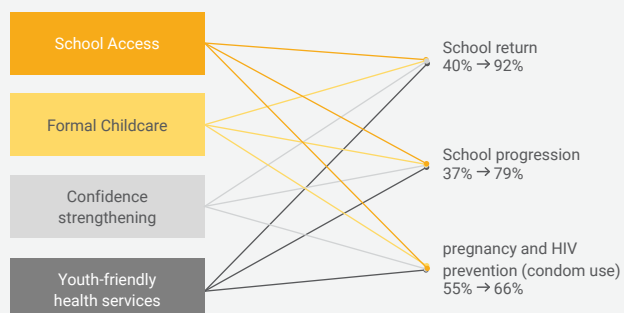 School Access
Formal Childcare
Confidence
strengthening
Youth-friendly
health services
School return
40% → 92%
School progression
37% → 79%
pregnancy and HIV
prevention (condom use)
55% → 66%